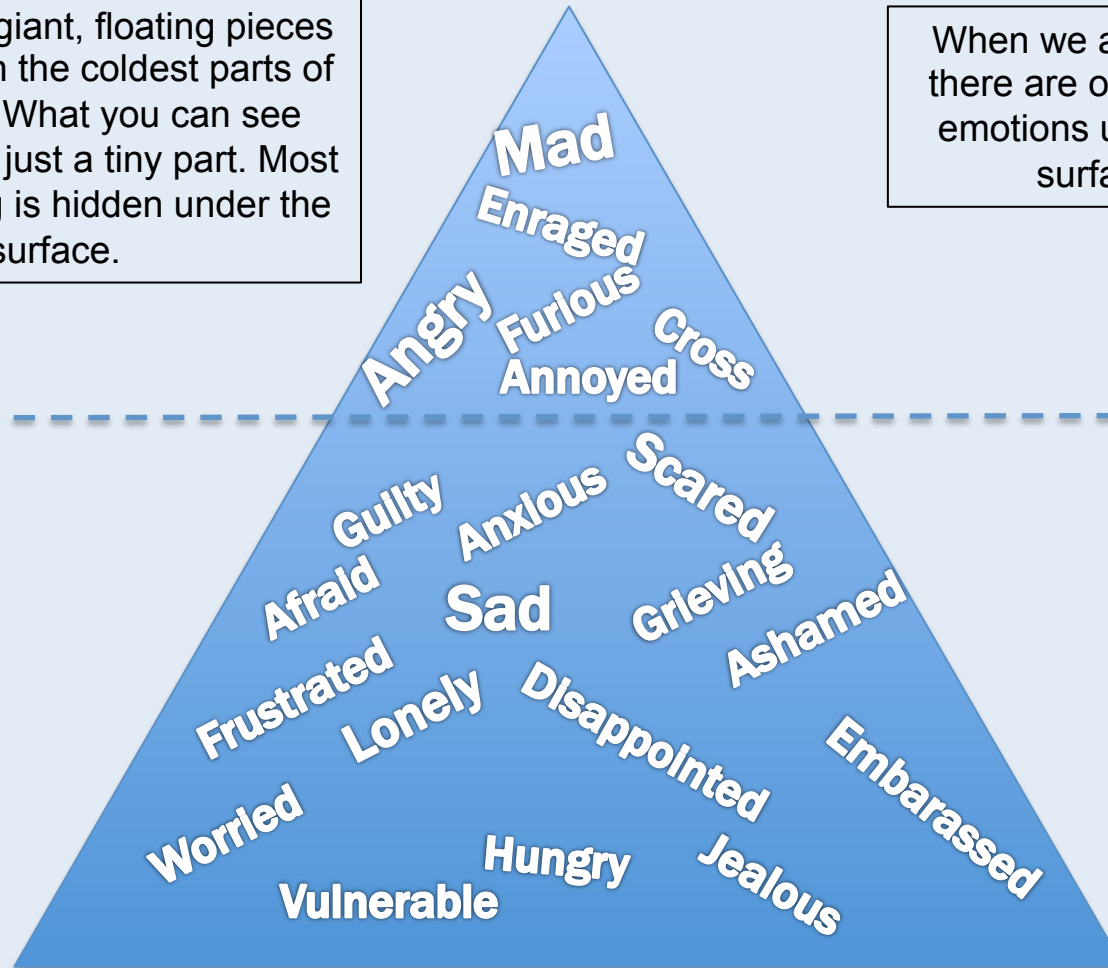 giant, floating pieces
the coldest parts of
What you can see
just a tiny part. Most
is hidden under the
surface.
When we a
there are o
emotions u
surfa
Mad
Enraged
Angry
Furious
Cross
Annoyed
Guilty
Anxious
Scared
Afraid
Sad
Grieving
Ashamed
Frustrated
Lonely
Disappointed
Embarassed
Worried
Hungry
Jealous
Vulnerable